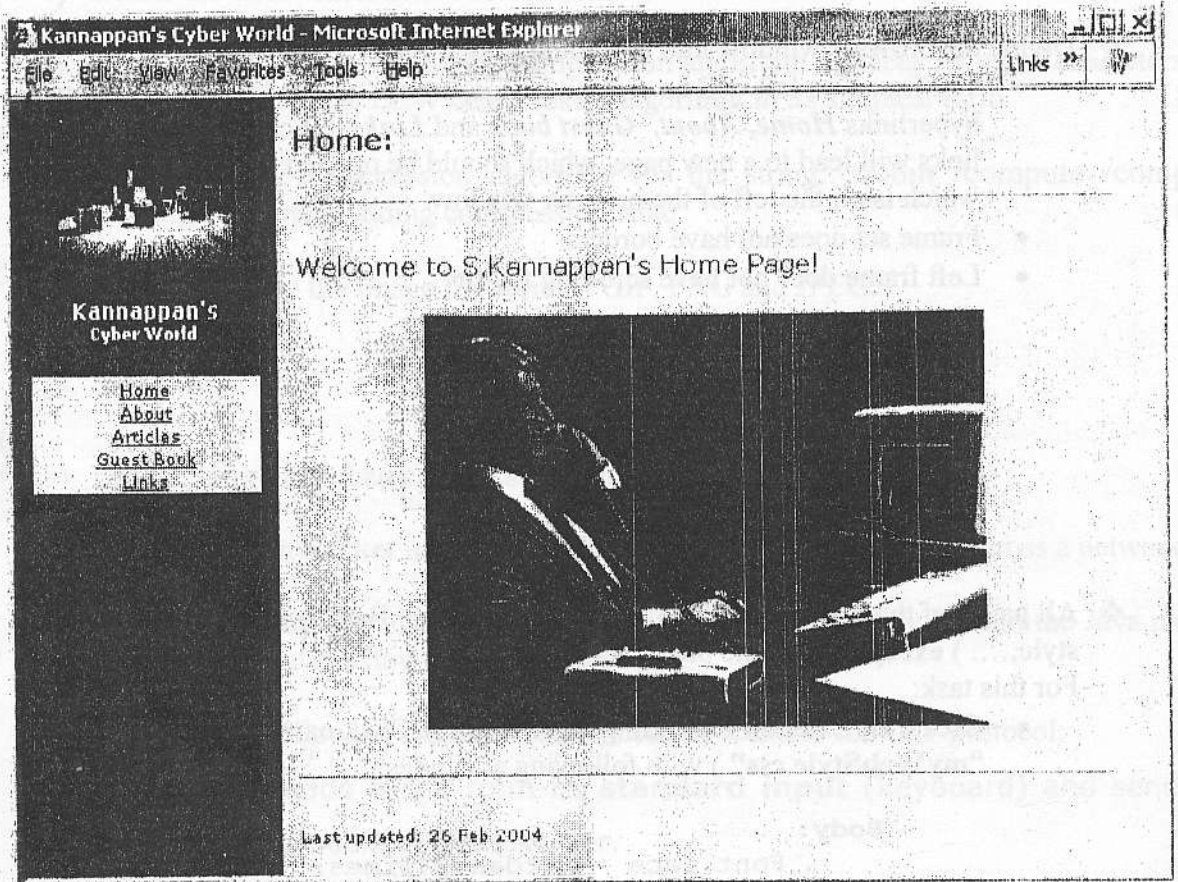 Kannappan's Cyber World - Microsoft Internet Explorer
File Edit View Favorites Tools Help
Links »
Kannappan's
Cyber World
Home
About
Articles
Guest Book
Links
Home:
Welcome to S.Kannappan's Home Page!
Last updated: 26 Feb 2004